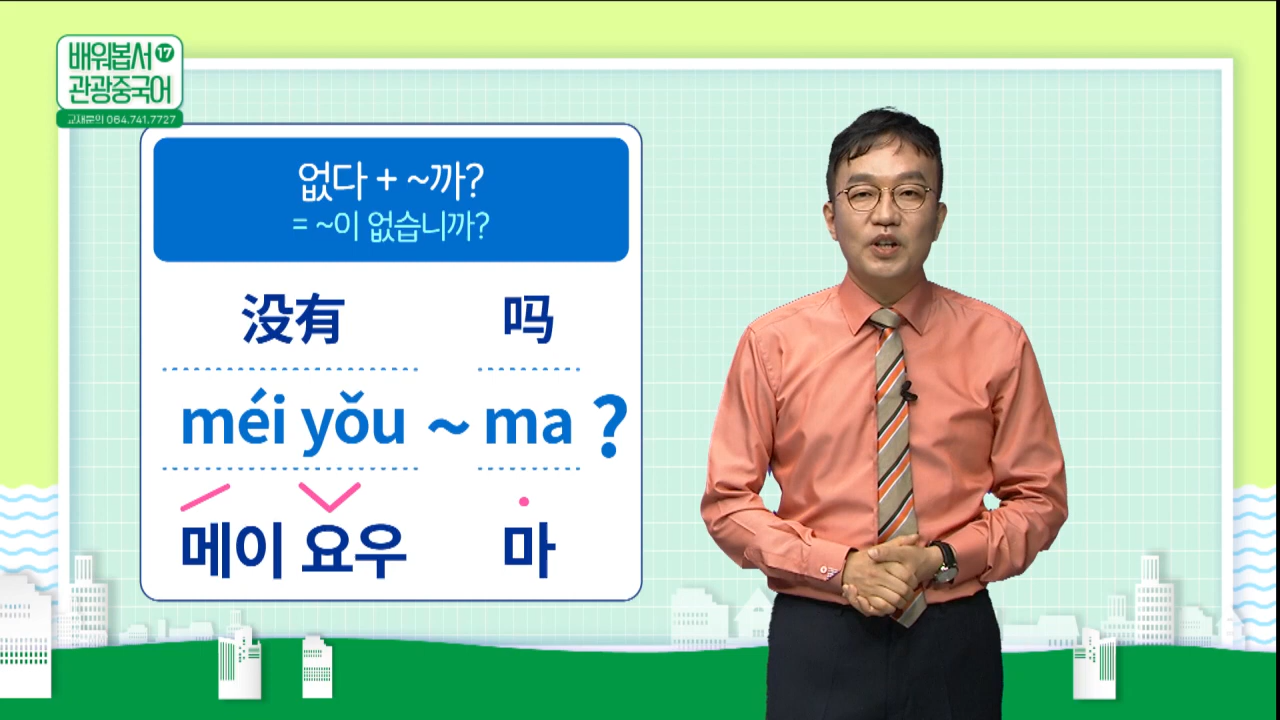 배워봅서 17
관광중국어
교재문의 064.741.7727
없다 + ~까?
= ~이 없습니까?
没有 吗
méi yǒu ~ ma ?
메이 요우 마